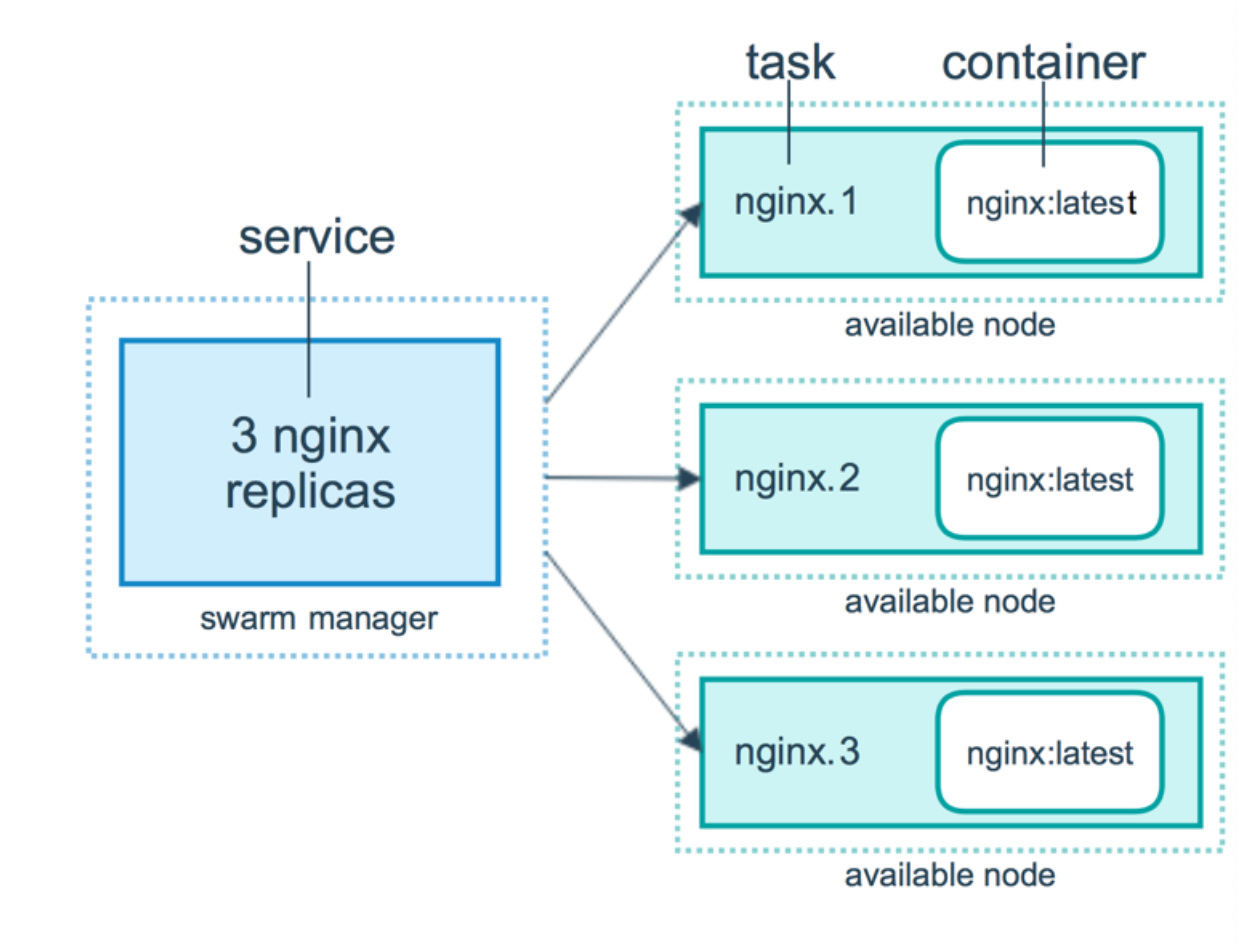 task
container
nginx.1
nginx:latest
available node
service
3 nginx
replicas
swarm manager
nginx.2
nginx:latest
available node
nginx.3
nginx:latest
available node